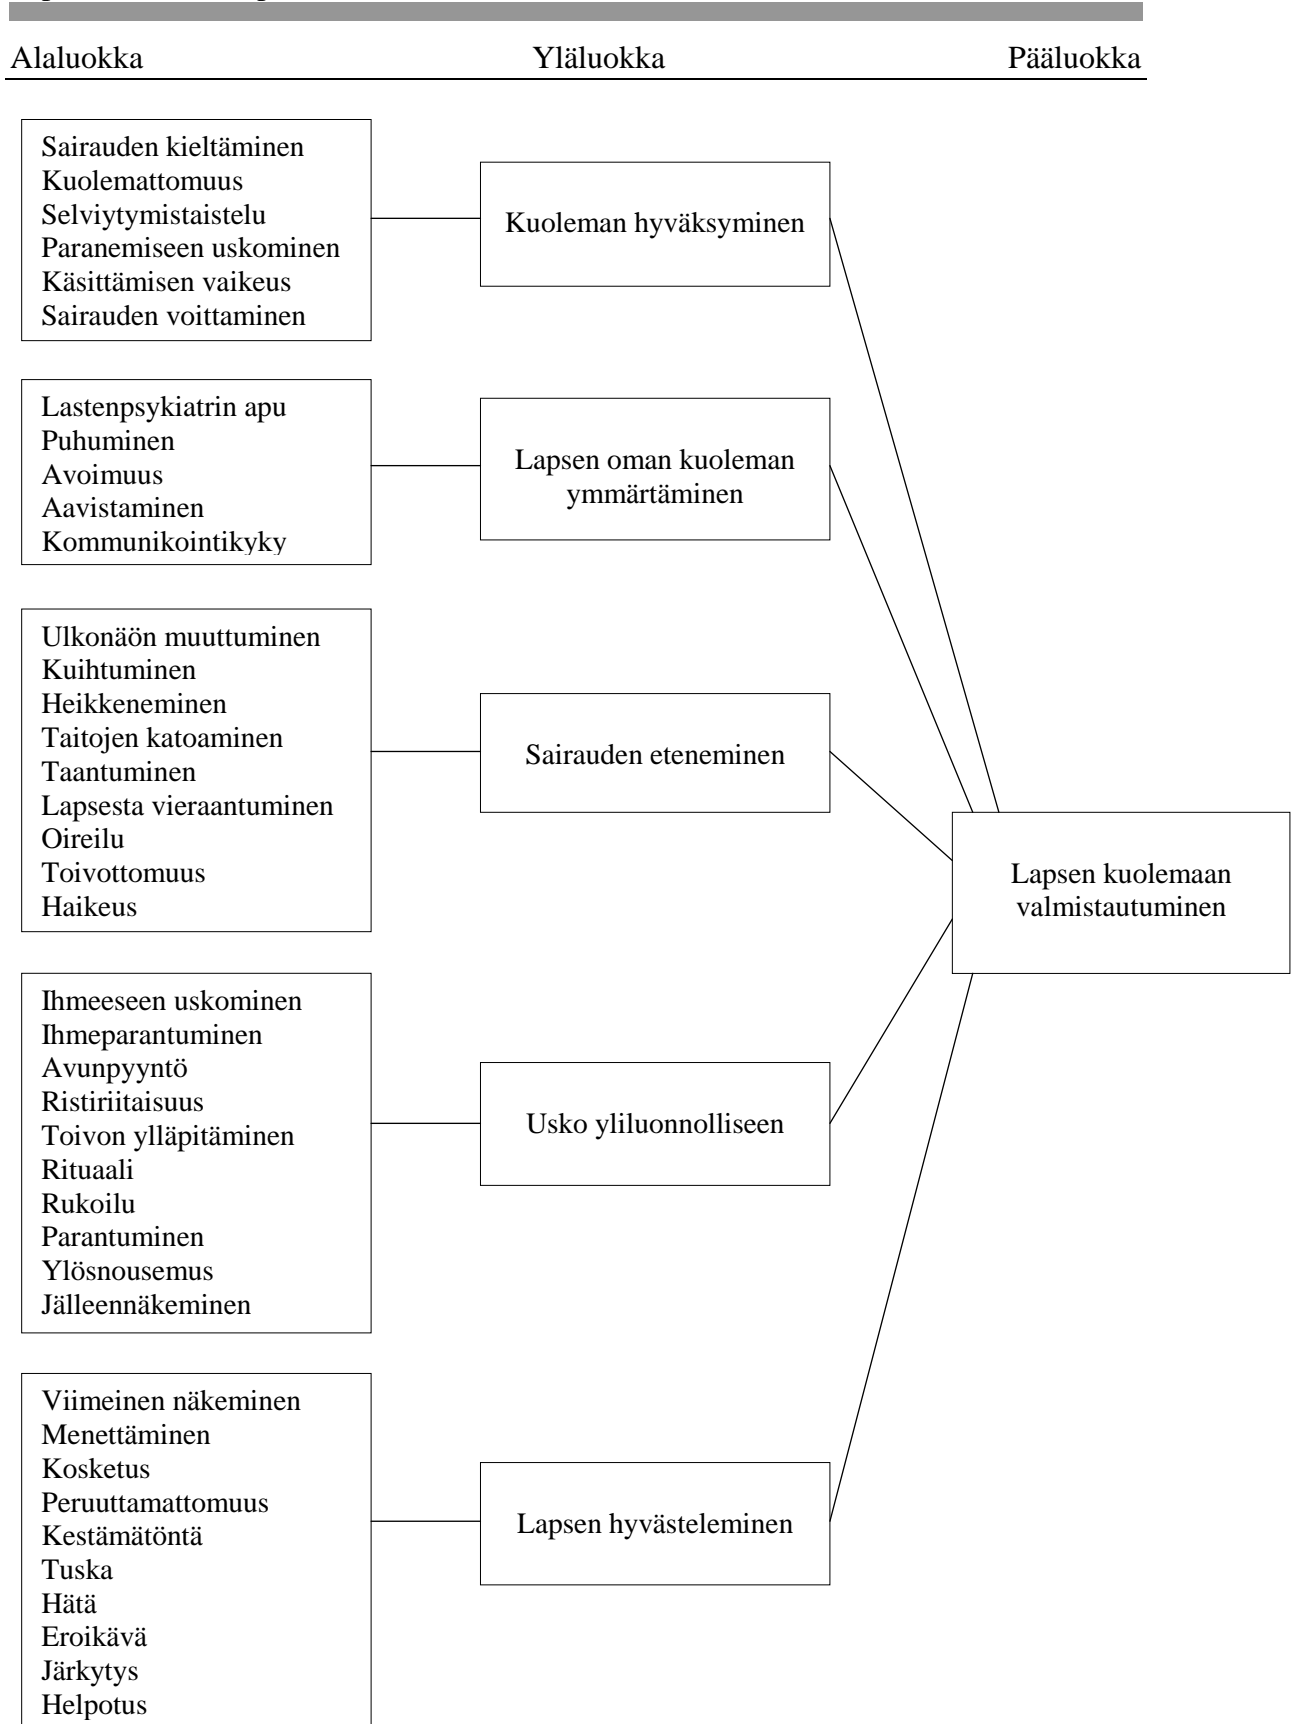 Alaluokka Yläluokka Pääluokka
Sairauden kieltäminen
Kuolemattomuus
Selviytymistaistelu
Paranemiseen uskominen
Käsittämisen vaikeus
Sairauden voittaminen
Kuoleman hyväksyminen
Lastenpsykiatrin apu
Puhuminen
Avoimuus
Aavistaminen
Kommunikointikyky
Lapsen oman kuoleman
ymmärtäminen
Ulkonäön muuttuminen
Kuihtuminen
Heikkeneminen
Taitojen katoaminen
Taantuminen
Lapsesta vieraantuminen
Oireilu
Toivottomuus
Haikeus
Sairauden eteneminen
Lapsen kuolemaan
valmistautuminen
Ihmeeseen uskominen
Ihmeparantuminen
Avunpyyntö
Ristiriitaisuus
Toivon ylläpitäminen
Rituaali
Rukoilu
Parantuminen
Ylösnousemus
Jälleennäkeminen
Usko yliluonnolliseen
Viimeinen näkeminen
Menettäminen
Kosketus
Peruuttamattomuus
Kestämätöntä
Tuska
Hätä
Eroikävä
Järkytys
Helpotus
Lapsen hyvästeleminen